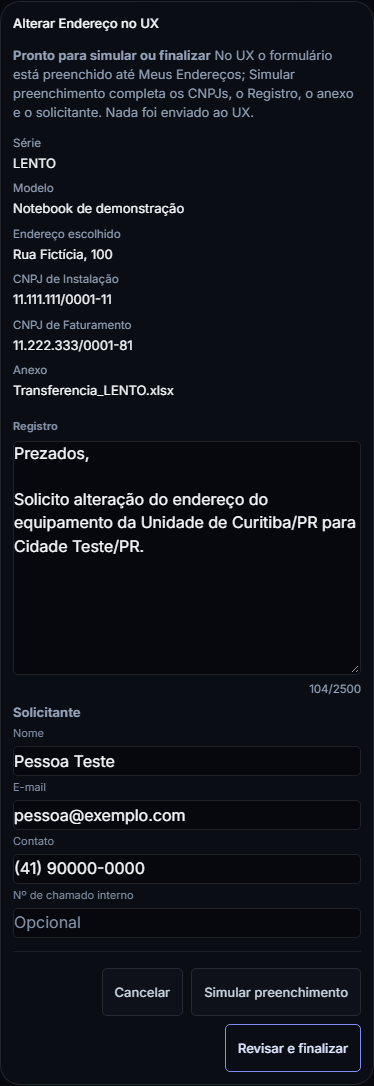 Alterar Endereço no UX
Pronto para simular ou finalizar No UX o formulário
está preenchido até Meus Endereços; Simular
preenchimento completa os CNPJs, o Registro, o anexo
e o solicitante. Nada foi enviado ao UX.
Série
LENTO
Modelo
Notebook de demonstração
Endereço escolhido
Rua Fictícia, 100
CNPJ de Instalação
11.111.111/0001-11
CNPJ de Faturamento
11.222.333/0001-81
Anexo
Transferencia_LENTO.xlsx
Registro
Prezados,
Solicito alteração do endereço do
equipamento da Unidade de Curitiba/PR para
Cidade Teste/PR.
104/2500
Solicitante
Nome
Pessoa Teste
E-mail
pessoa@exemplo.com
Contato
(41) 90000-0000
Nº de chamado interno
Opcional
Cancelar
Simular preenchimento
Revisar e finalizar